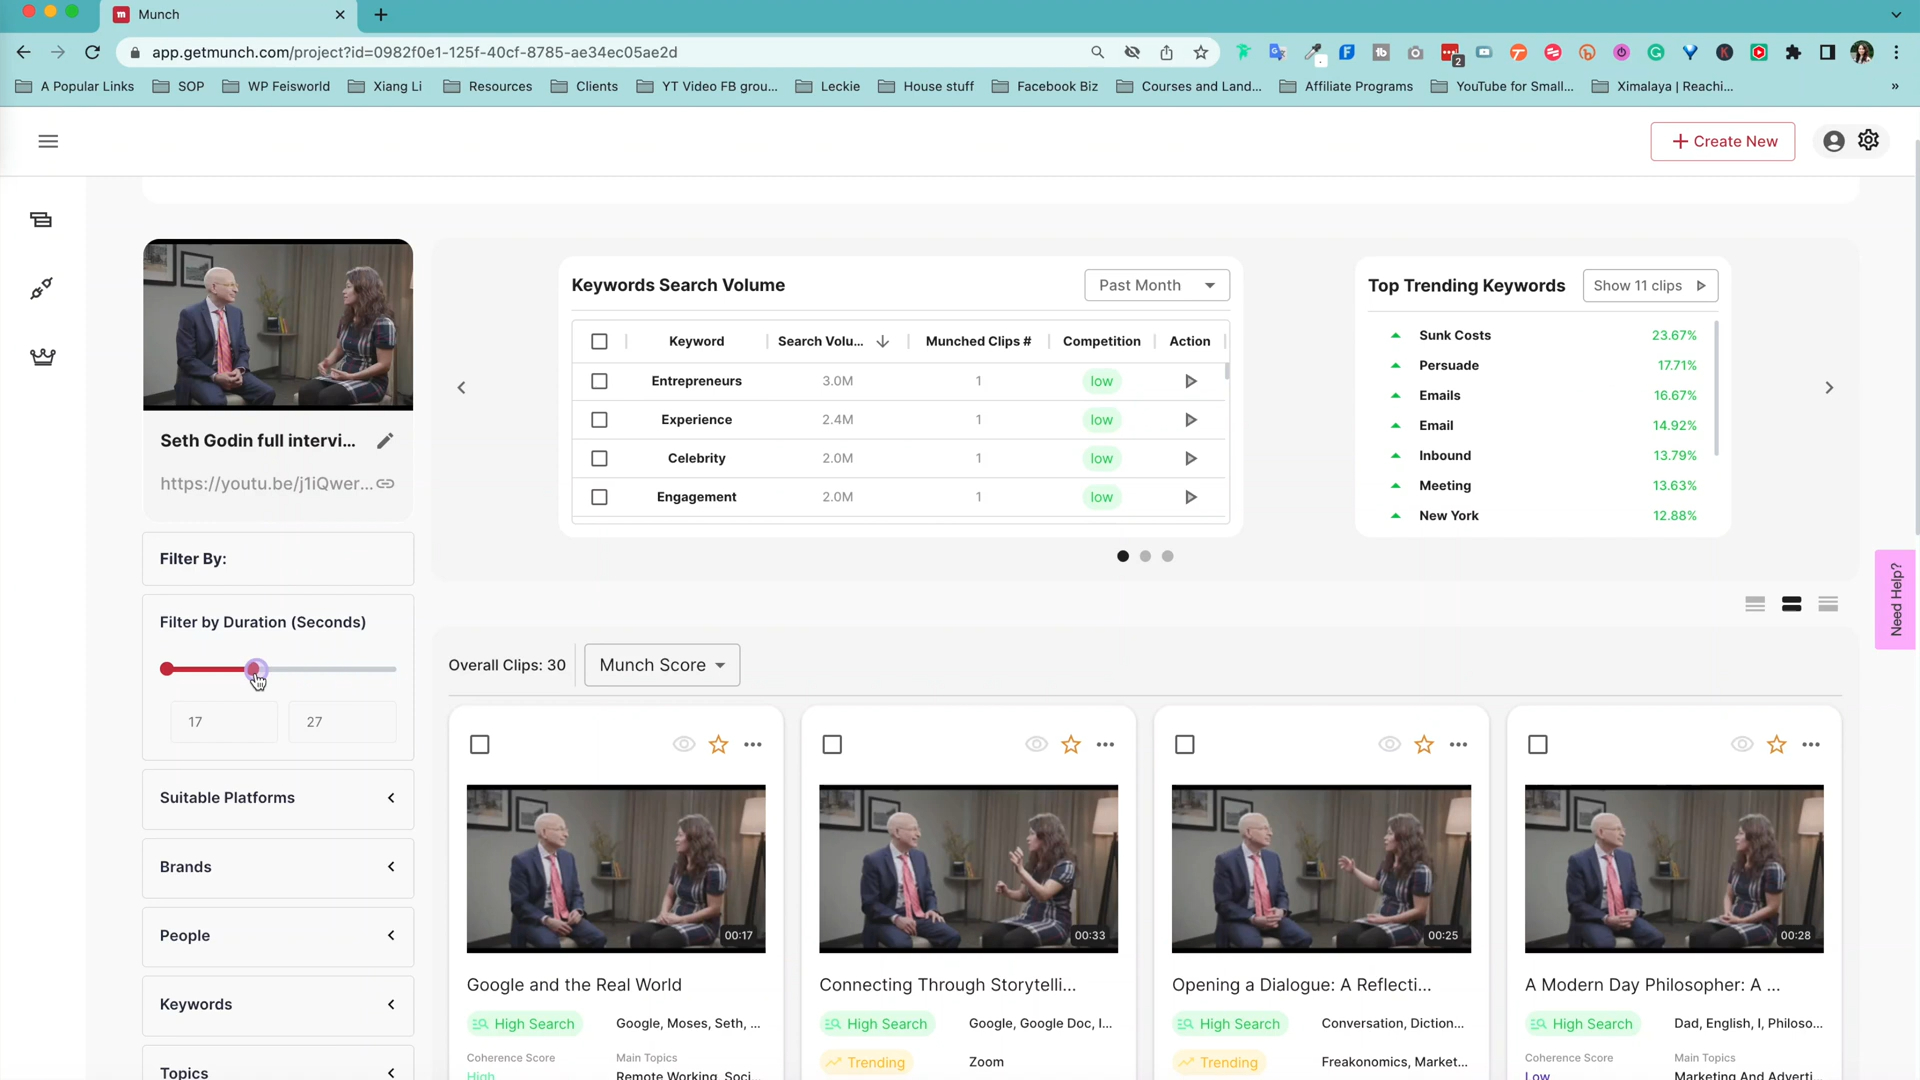 Munch
app.getmunch.com/project?id=0982f0e1-125f-40cf-8785-ae34ec05ae2d
2
A Popular Links
SOP
WP Feisworld
Xiang Li
Resources
Clients
YT Video FB grou...
Leckie
House stuff
Facebook Biz
Courses and Land...
Affiliate Programs
YouTube for Small...
Ximalaya | Reachi...
»
+ Create New
Seth Godin full intervi...
https://youtu.be/j1iQwer...
Keywords Search Volume
Past Month
Keyword Search Volu... Munched Clips # Competition Action
Entrepreneurs 3.0M 1 low
Experience 2.4M 1 low
Celebrity 2.0M 1 low
Engagement 2.0M 1 low
Top Trending Keywords
Show 11 clips
Sunk Costs 23.67%
Persuade 17.71%
Emails 16.67%
Email 14.92%
Inbound 13.79%
Meeting 13.63%
New York 12.88%
Need Help?
Filter By:
Filter by Duration (Seconds)
17 27
Suitable Platforms
Brands
People
Keywords
Topics
Overall Clips: 30
Munch Score
00:17
Google and the Real World
High Search
Google, Moses, Seth, ...
Coherence Score
High
Main Topics
Remote Working, Soci...
00:33
Connecting Through Storytelli...
High Search
Google, Google Doc, I...
Trending
Zoom
00:25
Opening a Dialogue: A Reflecti...
High Search
Conversation, Diction...
Trending
Freakonomics, Market...
00:28
A Modern Day Philosopher: A ...
High Search
Dad, English, I, Philoso...
Coherence Score
Low
Main Topics
Marketing And Adverti...